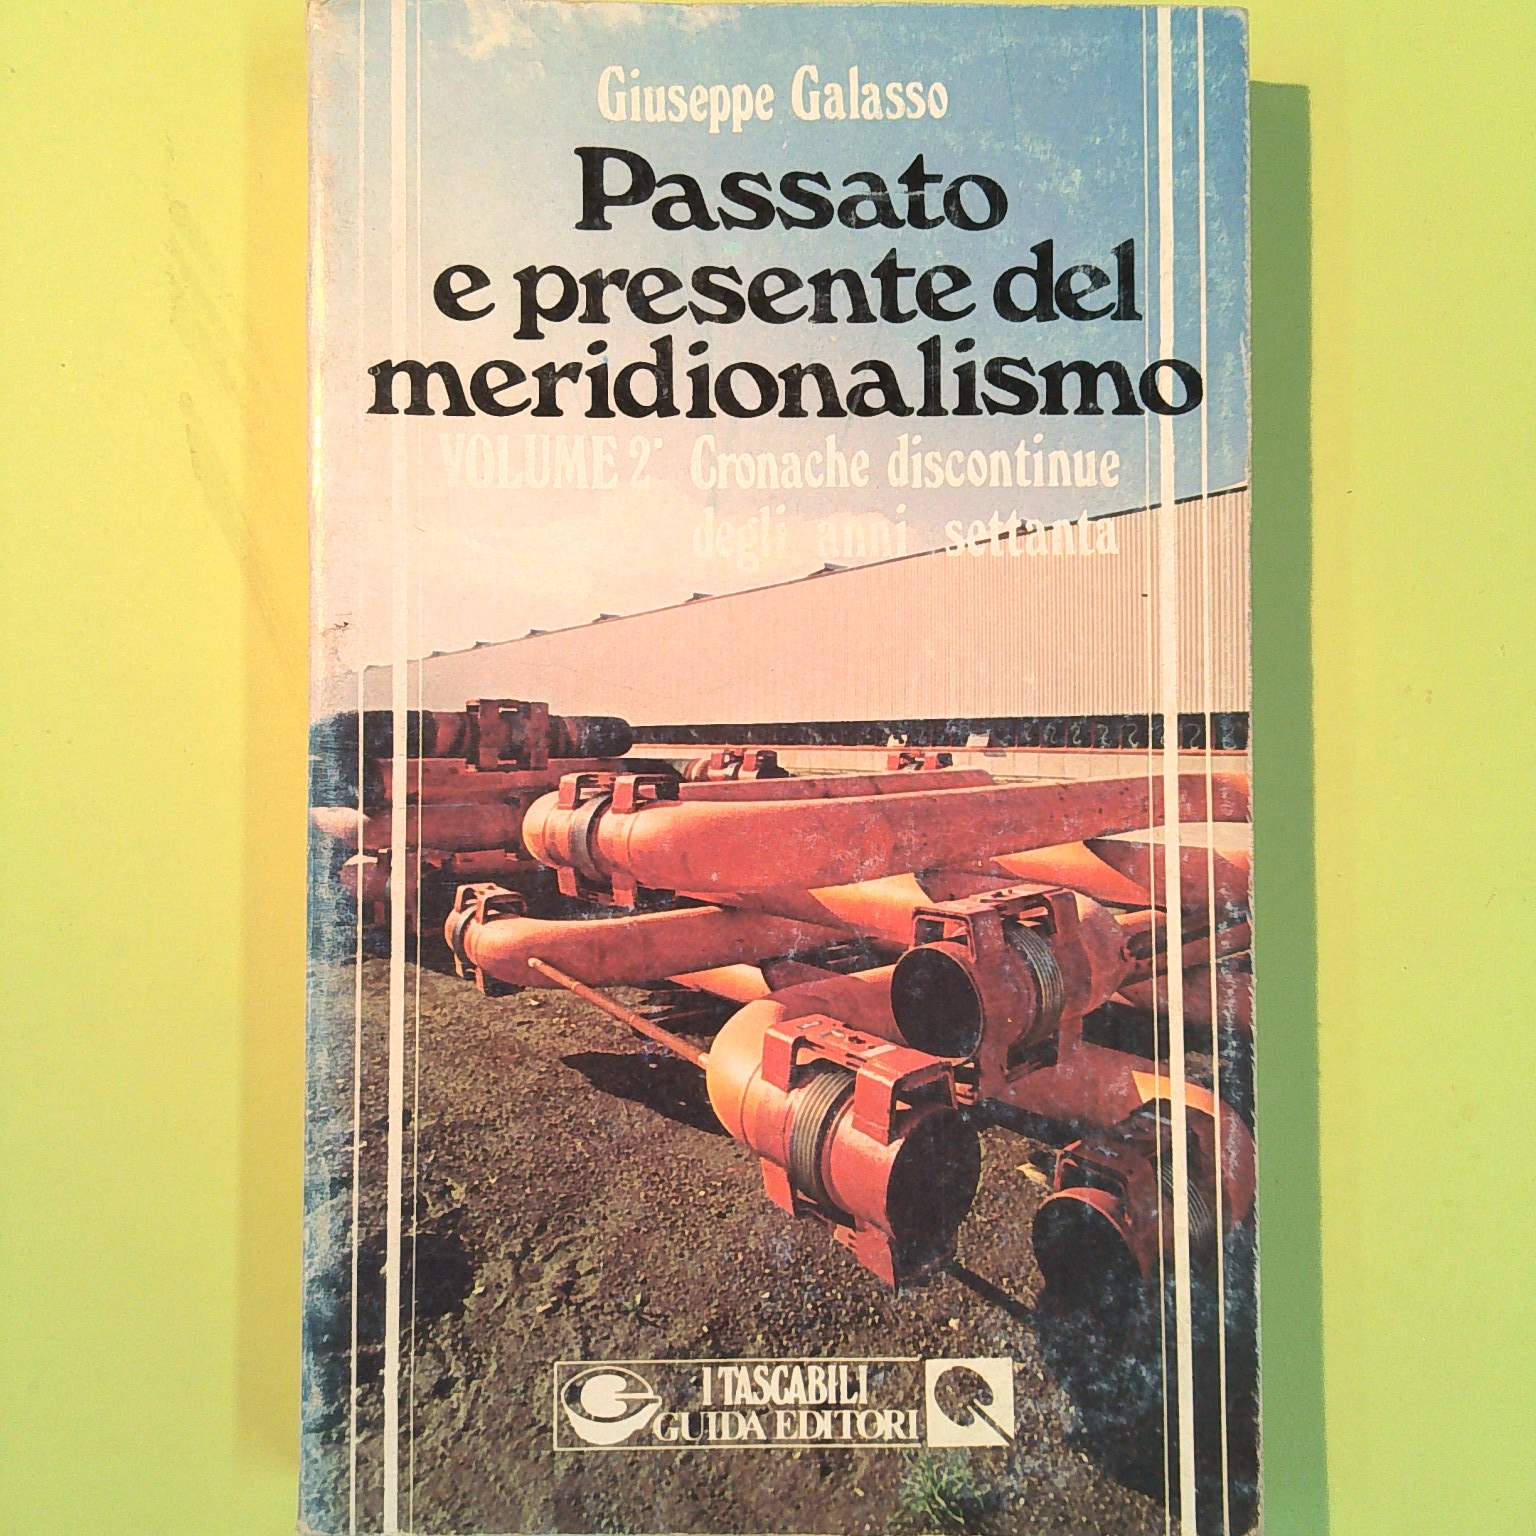 Giuseppe Galasso
Passato
e presente del
meridionalismo
VOLUME 2° Cronache discontinue
degli anni settanta
I TASCABILI
GUIDA EDITORI